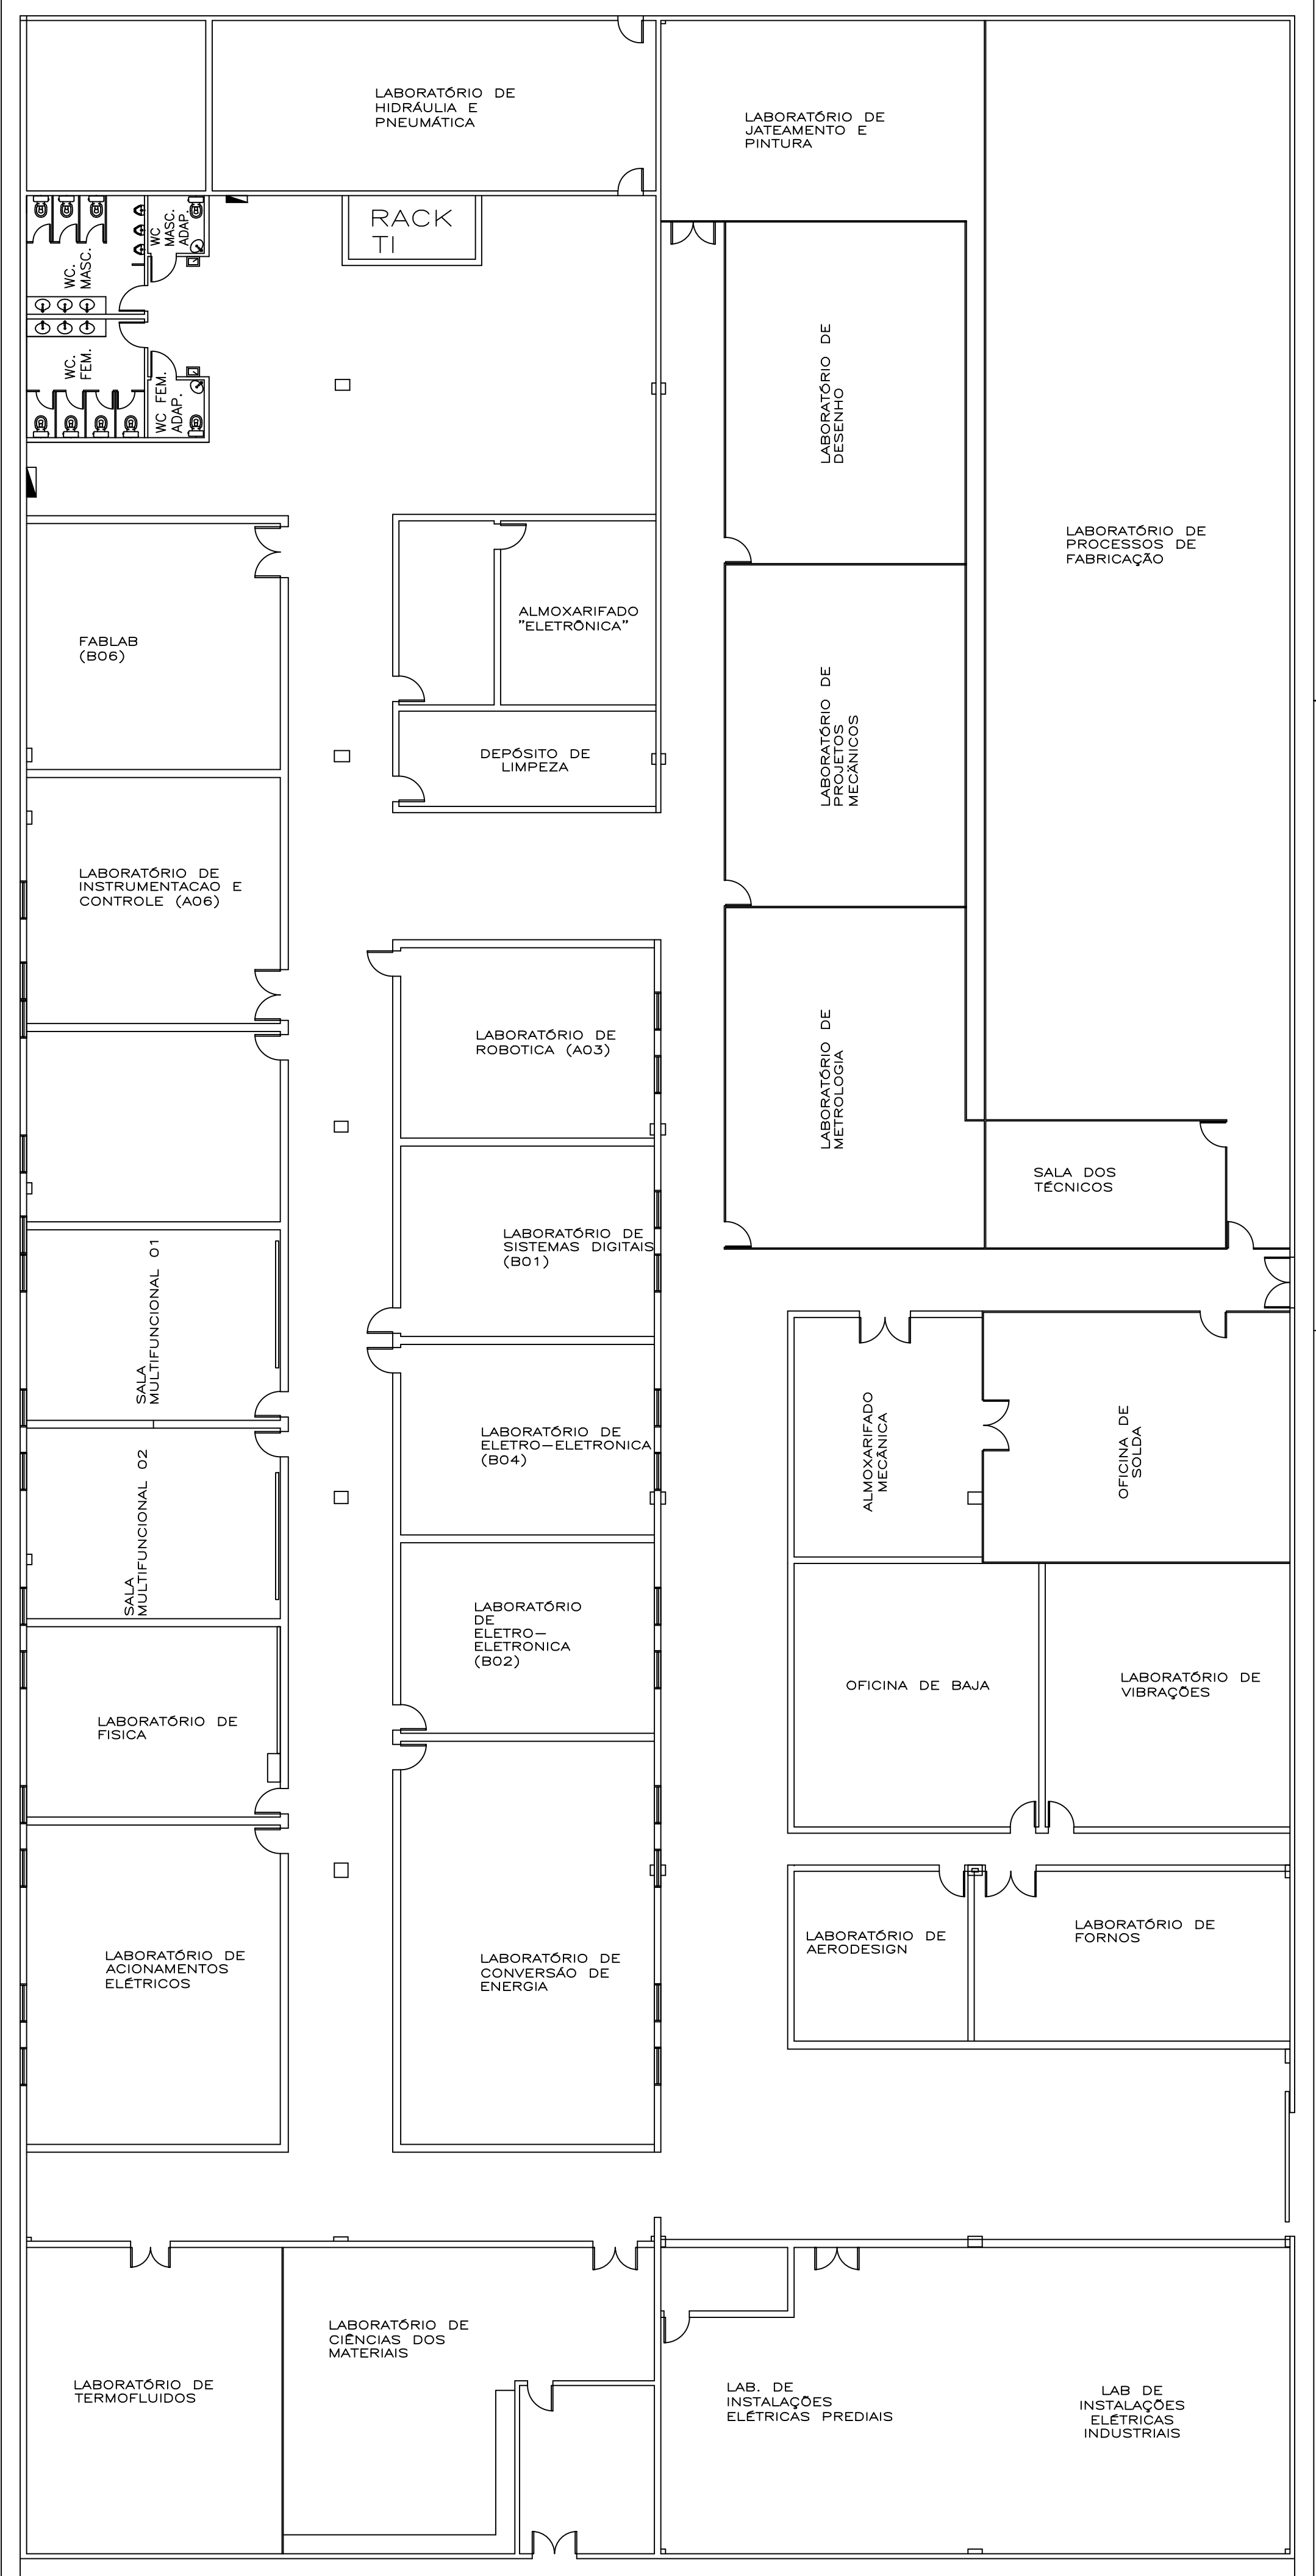 LABORATÓRIO DE
HIDRÁULIA E
PNEUMÁTICA
LABORATÓRIO DE
JATEAMENTO E
PINTURA
RACK
TI
WC
MASC.
ADAP.
WC.
MASC.
WC.
FEM.
WC FEM.
ADAP.
LABORATÓRIO DE
DESENHO
LABORATÓRIO DE
PROCESSOS DE
FABRICAÇÃO
FABLAB
(B06)
ALMOXARIFADO
"ELETRÔNICA"
LABORATÓRIO DE
PROJETOS
MECÂNICOS
DEPÓSITO DE
LIMPEZA
LABORATÓRIO DE
INSTRUMENTACAO E
CONTROLE (A06)
LABORATÓRIO DE
ROBOTICA (A03)
LABORATÓRIO DE
METROLOGIA
SALA DOS
TÉCNICOS
SALA
MULTIFUNCIONAL 01
LABORATÓRIO DE
SISTEMAS DIGITAIS
(B01)
ALMOXARIFADO
MECÂNICA
OFICINA DE
SOLDA
LABORATÓRIO DE
ELETRO-ELETRONICA
(B04)
SALA
MULTIFUNCIONAL 02
LABORATÓRIO
DE
ELETRO-
ELETRONICA
(B02)
OFICINA DE BAJA
LABORATÓRIO DE
VIBRAÇÕES
LABORATÓRIO DE
FISICA
LABORATÓRIO DE
AERODESIGN
LABORATÓRIO DE
FORNOS
LABORATÓRIO DE
ACIONAMENTOS
ELÉTRICOS
LABORATÓRIO DE
CONVERSÁO DE
ENERGIA
LABORATÓRIO DE
CIÊNCIAS DOS
MATERIAIS
LABORATÓRIO DE
TERMOFLUIDOS
LAB. DE
INSTALAÇÕES
ELÉTRICAS PREDIAIS
LAB DE
INSTALAÇÕES
ELÉTRICAS
INDUSTRIAIS